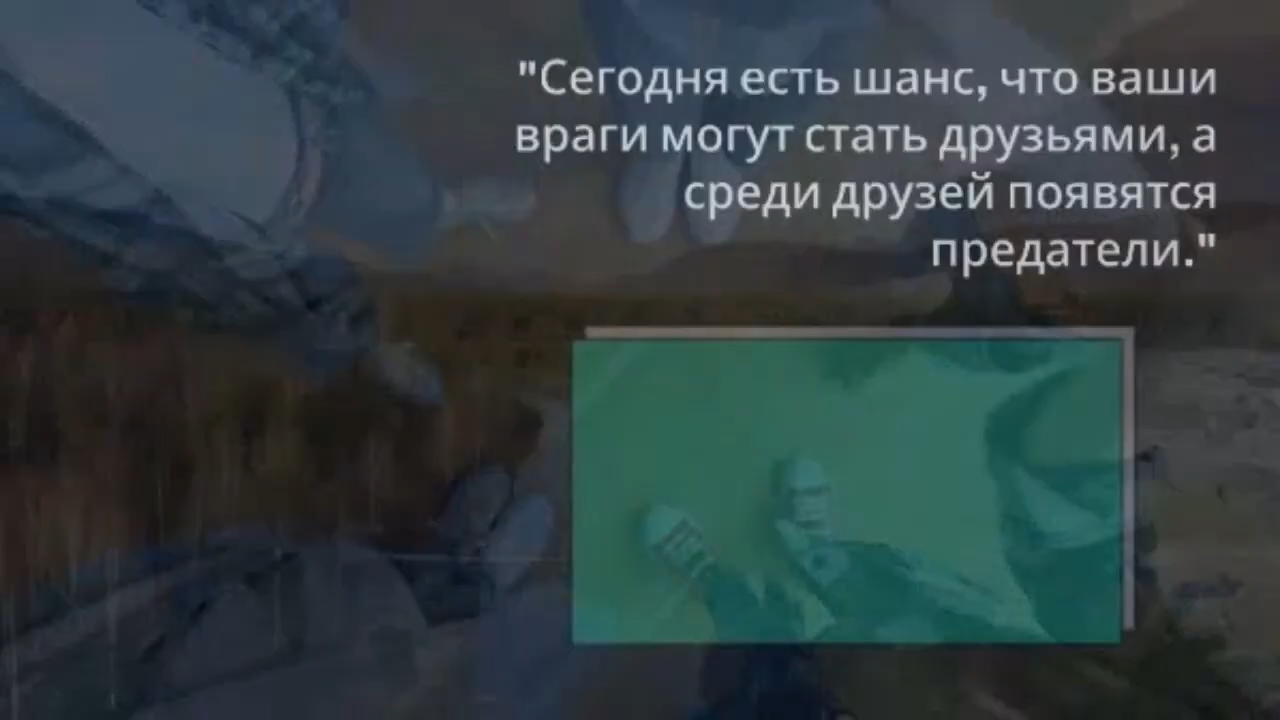 "Сегодня есть шанс, что ваши
враги могут стать друзьями, а
среди друзей появятся
предатели."